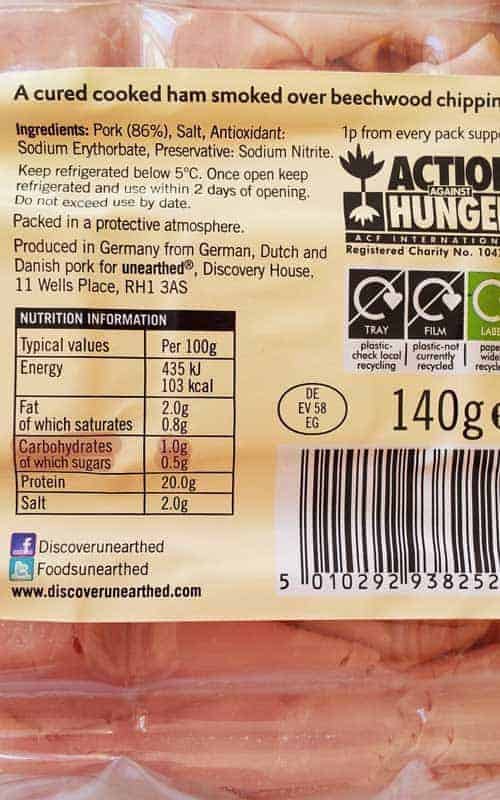 A cured cooked ham smoked over beechwood
Ingredients: Pork (86%), Salt, Antioxidant:
Sodium Erythorbate, Preservative: Sodium Nitrite.
Keep refrigerated below 5°C. Once open keep
refrigerated and use within 2 days of opening.
Do not exceed use by date.
Packed in a protective atmosphere.
Produced in Germany from German, Dutch and
Danish pork for unearthed®, Discovery House,
11 Wells Place, RH1 3AS
NUTRITION INFORMATION
Typical values Per 100g
Energy 435 kJ
103 kcal
Fat 2.0g
of which saturates 0.8g
Carbohydrates 1.0g
of which sugars 0.5g
Protein 20.0g
Salt 2.0g
Discoverunearthed
Foodsunearthed
www.discoverunearthed.com
1p from every pack
AGAINST
ACF
Registered Charity No.
TRAY
plastic-
check local
recycling
FILM
plastic-not
currently
recycled
DE
EV 58
EG
140g
5 010292 938252